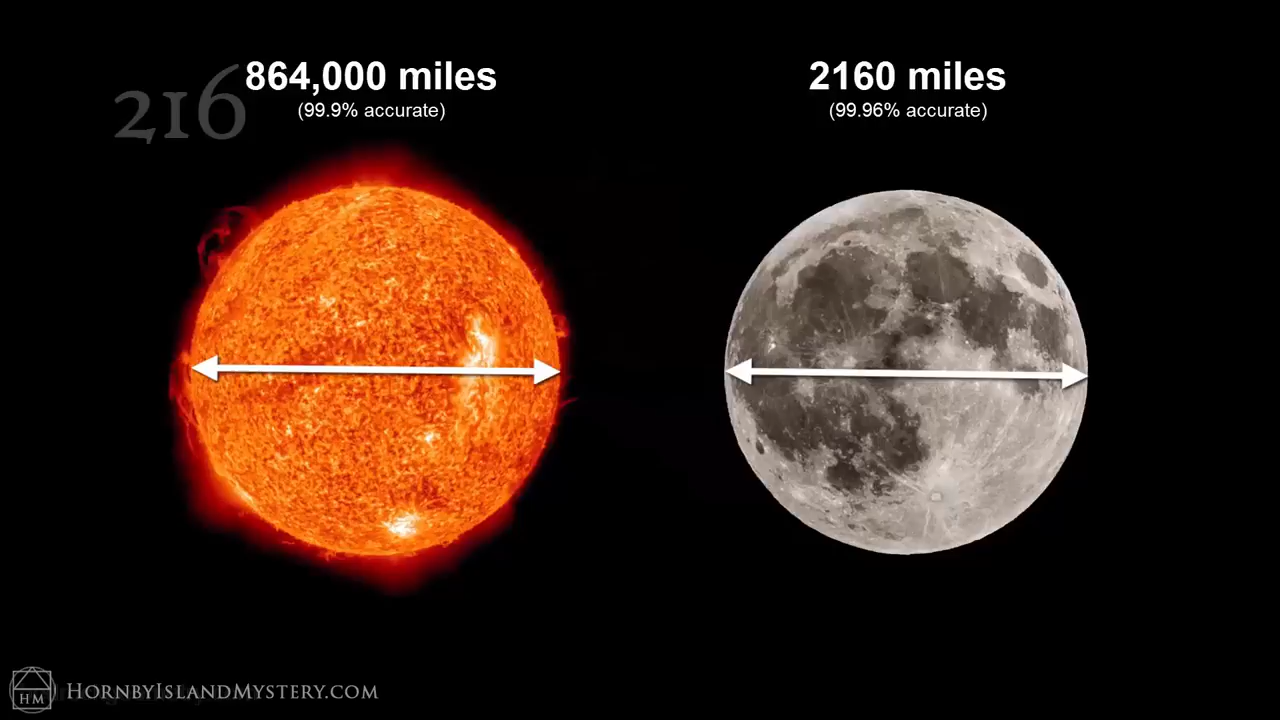 216
864,000 miles
(99.9% accurate)
2160 miles
(99.96% accurate)
HM
HORNBYISLANDMYSTERY.COM